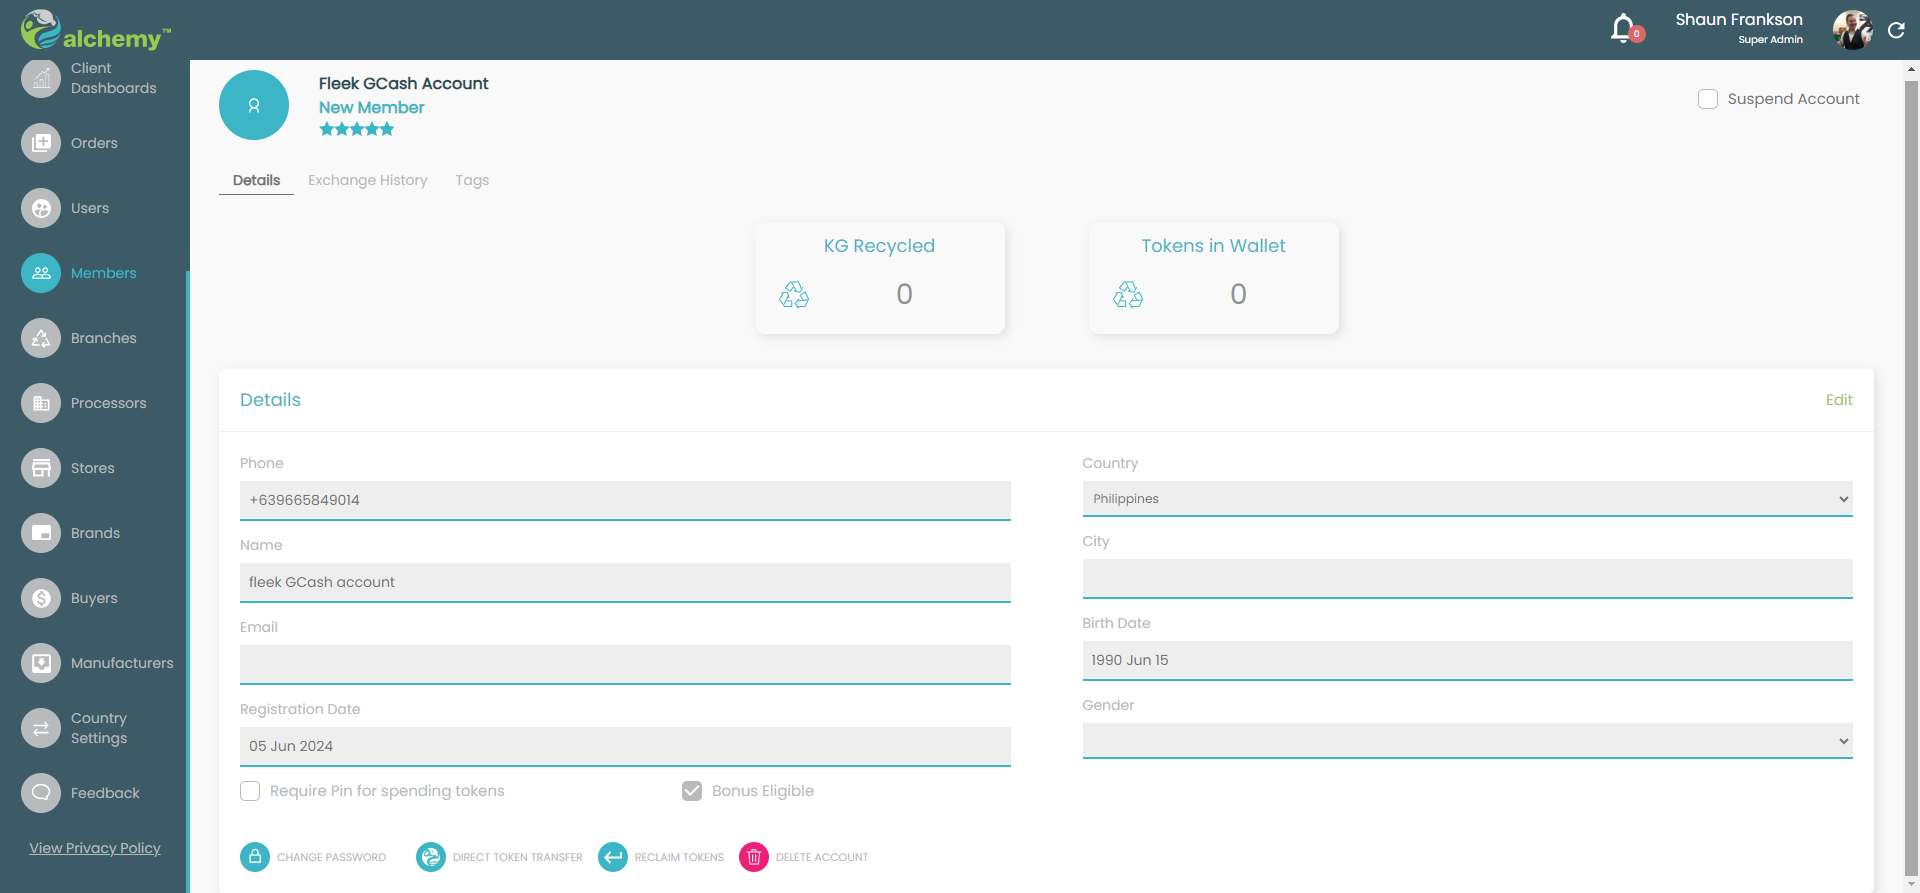 alchemy™
Shaun Frankson
Super Admin
0
Client
Dashboards
Orders
Users
Members
Branches
Processors
Stores
Brands
Buyers
Manufacturers
Country
Settings
Feedback
View Privacy Policy
Fleek GCash Account
New Member
Suspend Account
Details
Exchange History
Tags
KG Recycled
0
Tokens in Wallet
0
Details
Edit
Phone
+639665849014
Name
fleek GCash account
Email
Registration Date
05 Jun 2024
Country
Philippines
City
Birth Date
1990 Jun 15
Gender
Require Pin for spending tokens
Bonus Eligible
CHANGE PASSWORD
DIRECT TOKEN TRANSFER
RECLAIM TOKENS
DELETE ACCOUNT